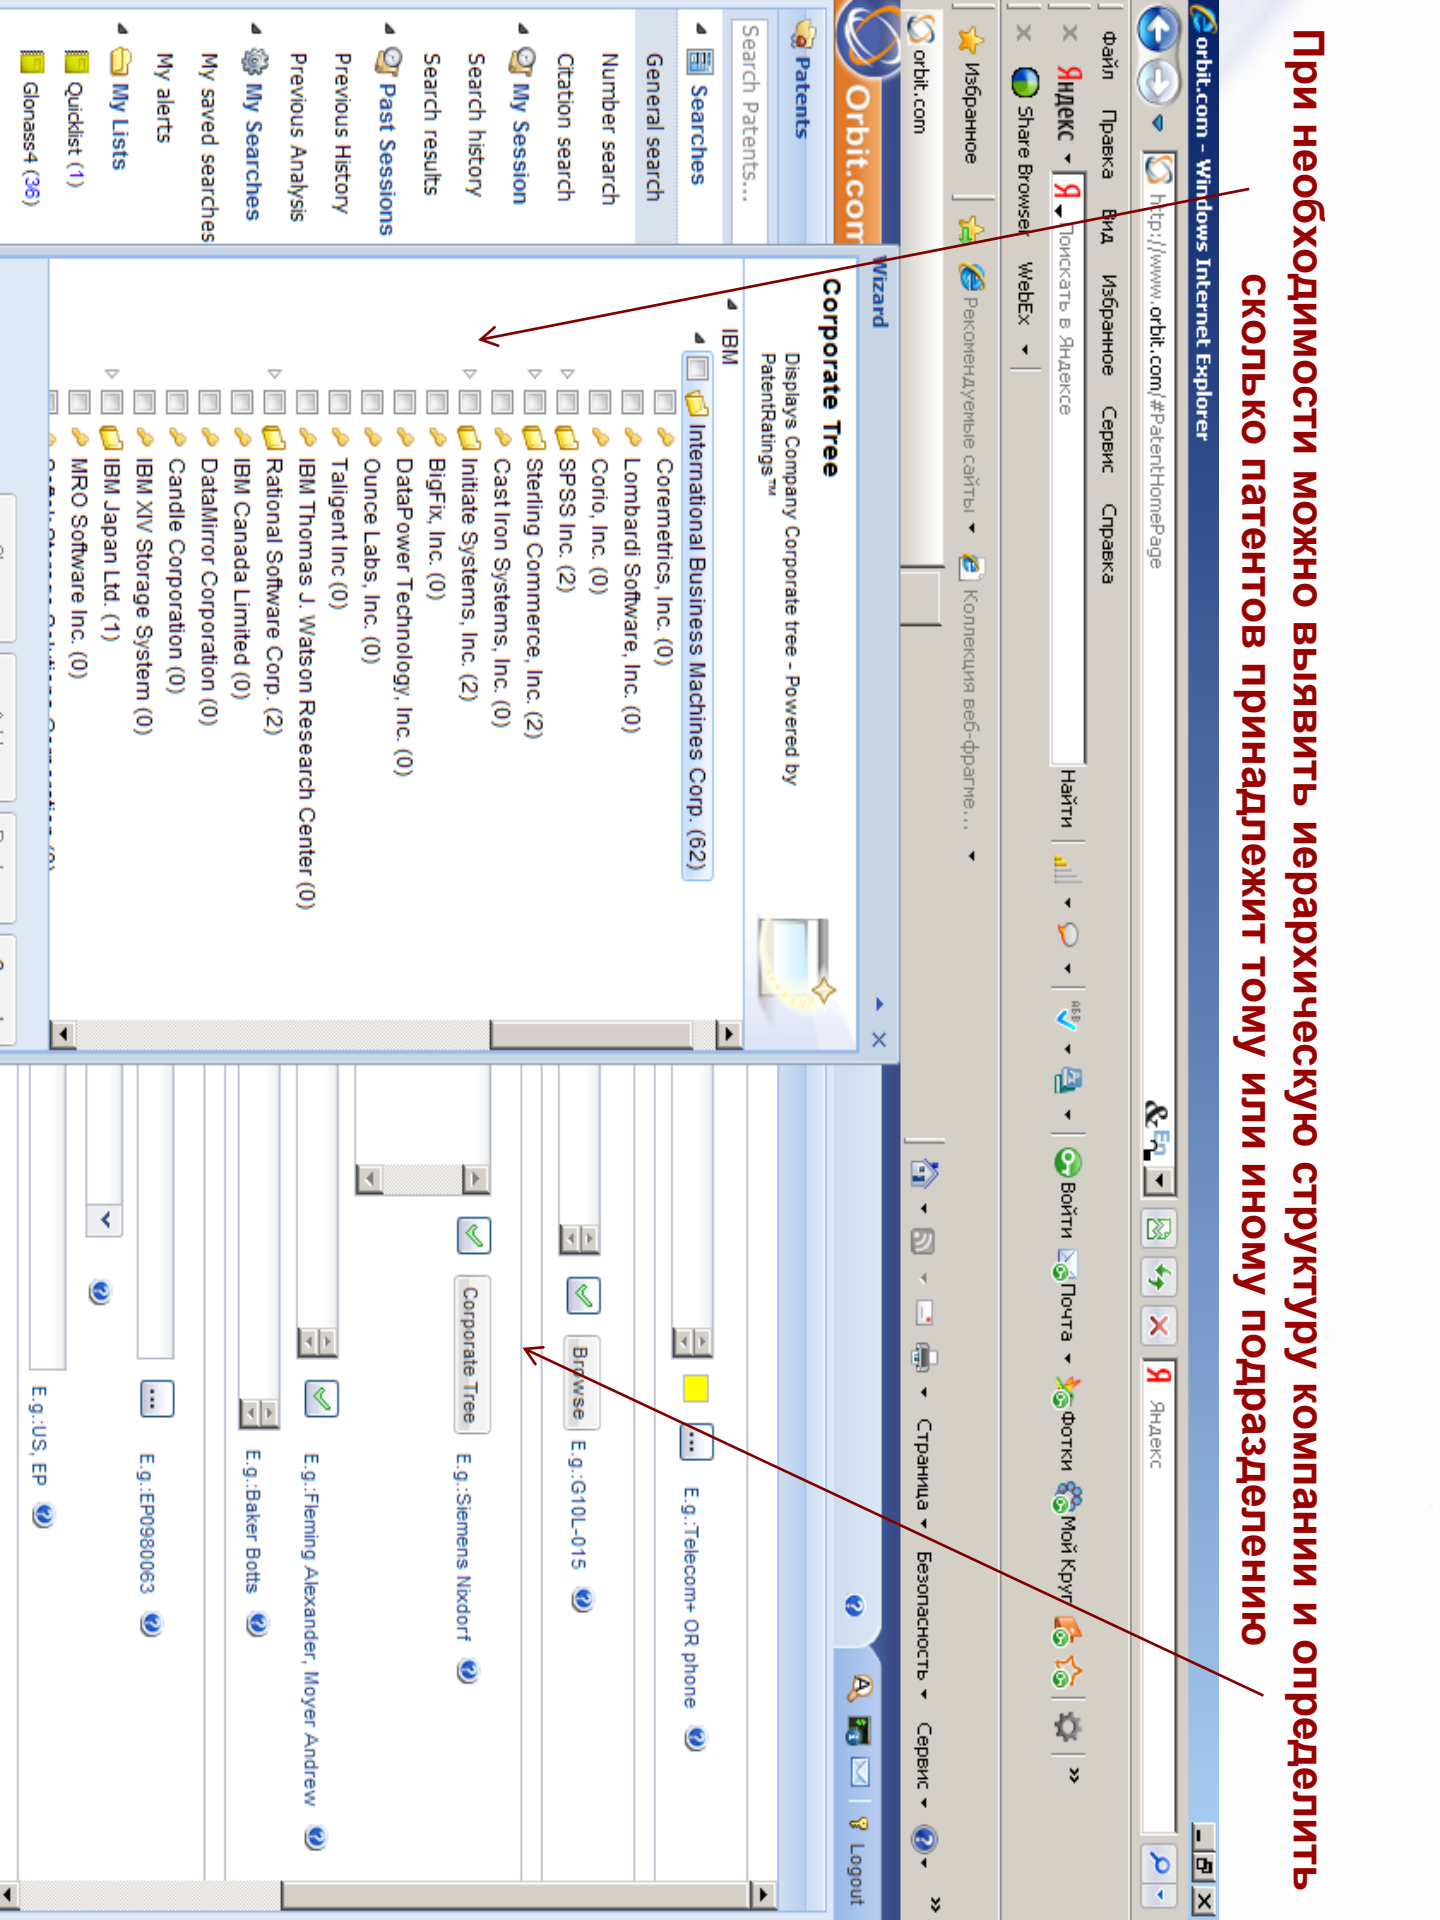 При необходимости можно выявить иерархическую структуру компании и определить
сколько патентов принадлежит тому или иному подразделению
orbit.com - Windows Internet Explorer
http://www.orbit.com/#PatentHomePage
Яндекс
Файл Правка Вид Избранное Сервис Справка
Яндекс Я Поискать в Яндексе Найти Войти Почта Фотки Мой Круг »
Share Browser WebEx
Избранное Рекомендуемые сайты Коллекция веб-фрагме...
orbit.com Страница Безопасность Сервис »
Orbit.com
Logout
Patents
Search Patents...
Searches
General search
Number search
Citation search
My Session
Search history
Search results
Past Sessions
Previous History
Previous Analysis
My Searches
My saved searches
My alerts
My Lists
Quicklist (1)
Glonass4 (36)
Wizard
Corporate Tree
Displays Company Corporate tree - Powered by
PatentRatings™
IBM
International Business Machines Corp. (62)
Coremetrics, Inc. (0)
Lombardi Software, Inc. (0)
Corio, Inc. (0)
SPSS Inc. (2)
Sterling Commerce, Inc. (2)
Cast Iron Systems, Inc. (0)
Initiate Systems, Inc. (2)
BigFix, Inc. (0)
DataPower Technology, Inc. (0)
Ounce Labs, Inc. (0)
Taligent Inc (0)
IBM Thomas J. Watson Research Center (0)
Rational Software Corp. (2)
IBM Canada Limited (0)
DataMirror Corporation (0)
Candle Corporation (0)
IBM XIV Storage System (0)
IBM Japan Ltd. (1)
MRO Software Inc. (0)
E.g.:Telecom+ OR phone
Browse E.g.:G10L-015
Corporate Tree E.g.:Siemens Nixdorf
E.g.:Fleming Alexander, Moyer Andrew
E.g.:Baker Botts
E.g.:EP0980063
E.g.:US, EP